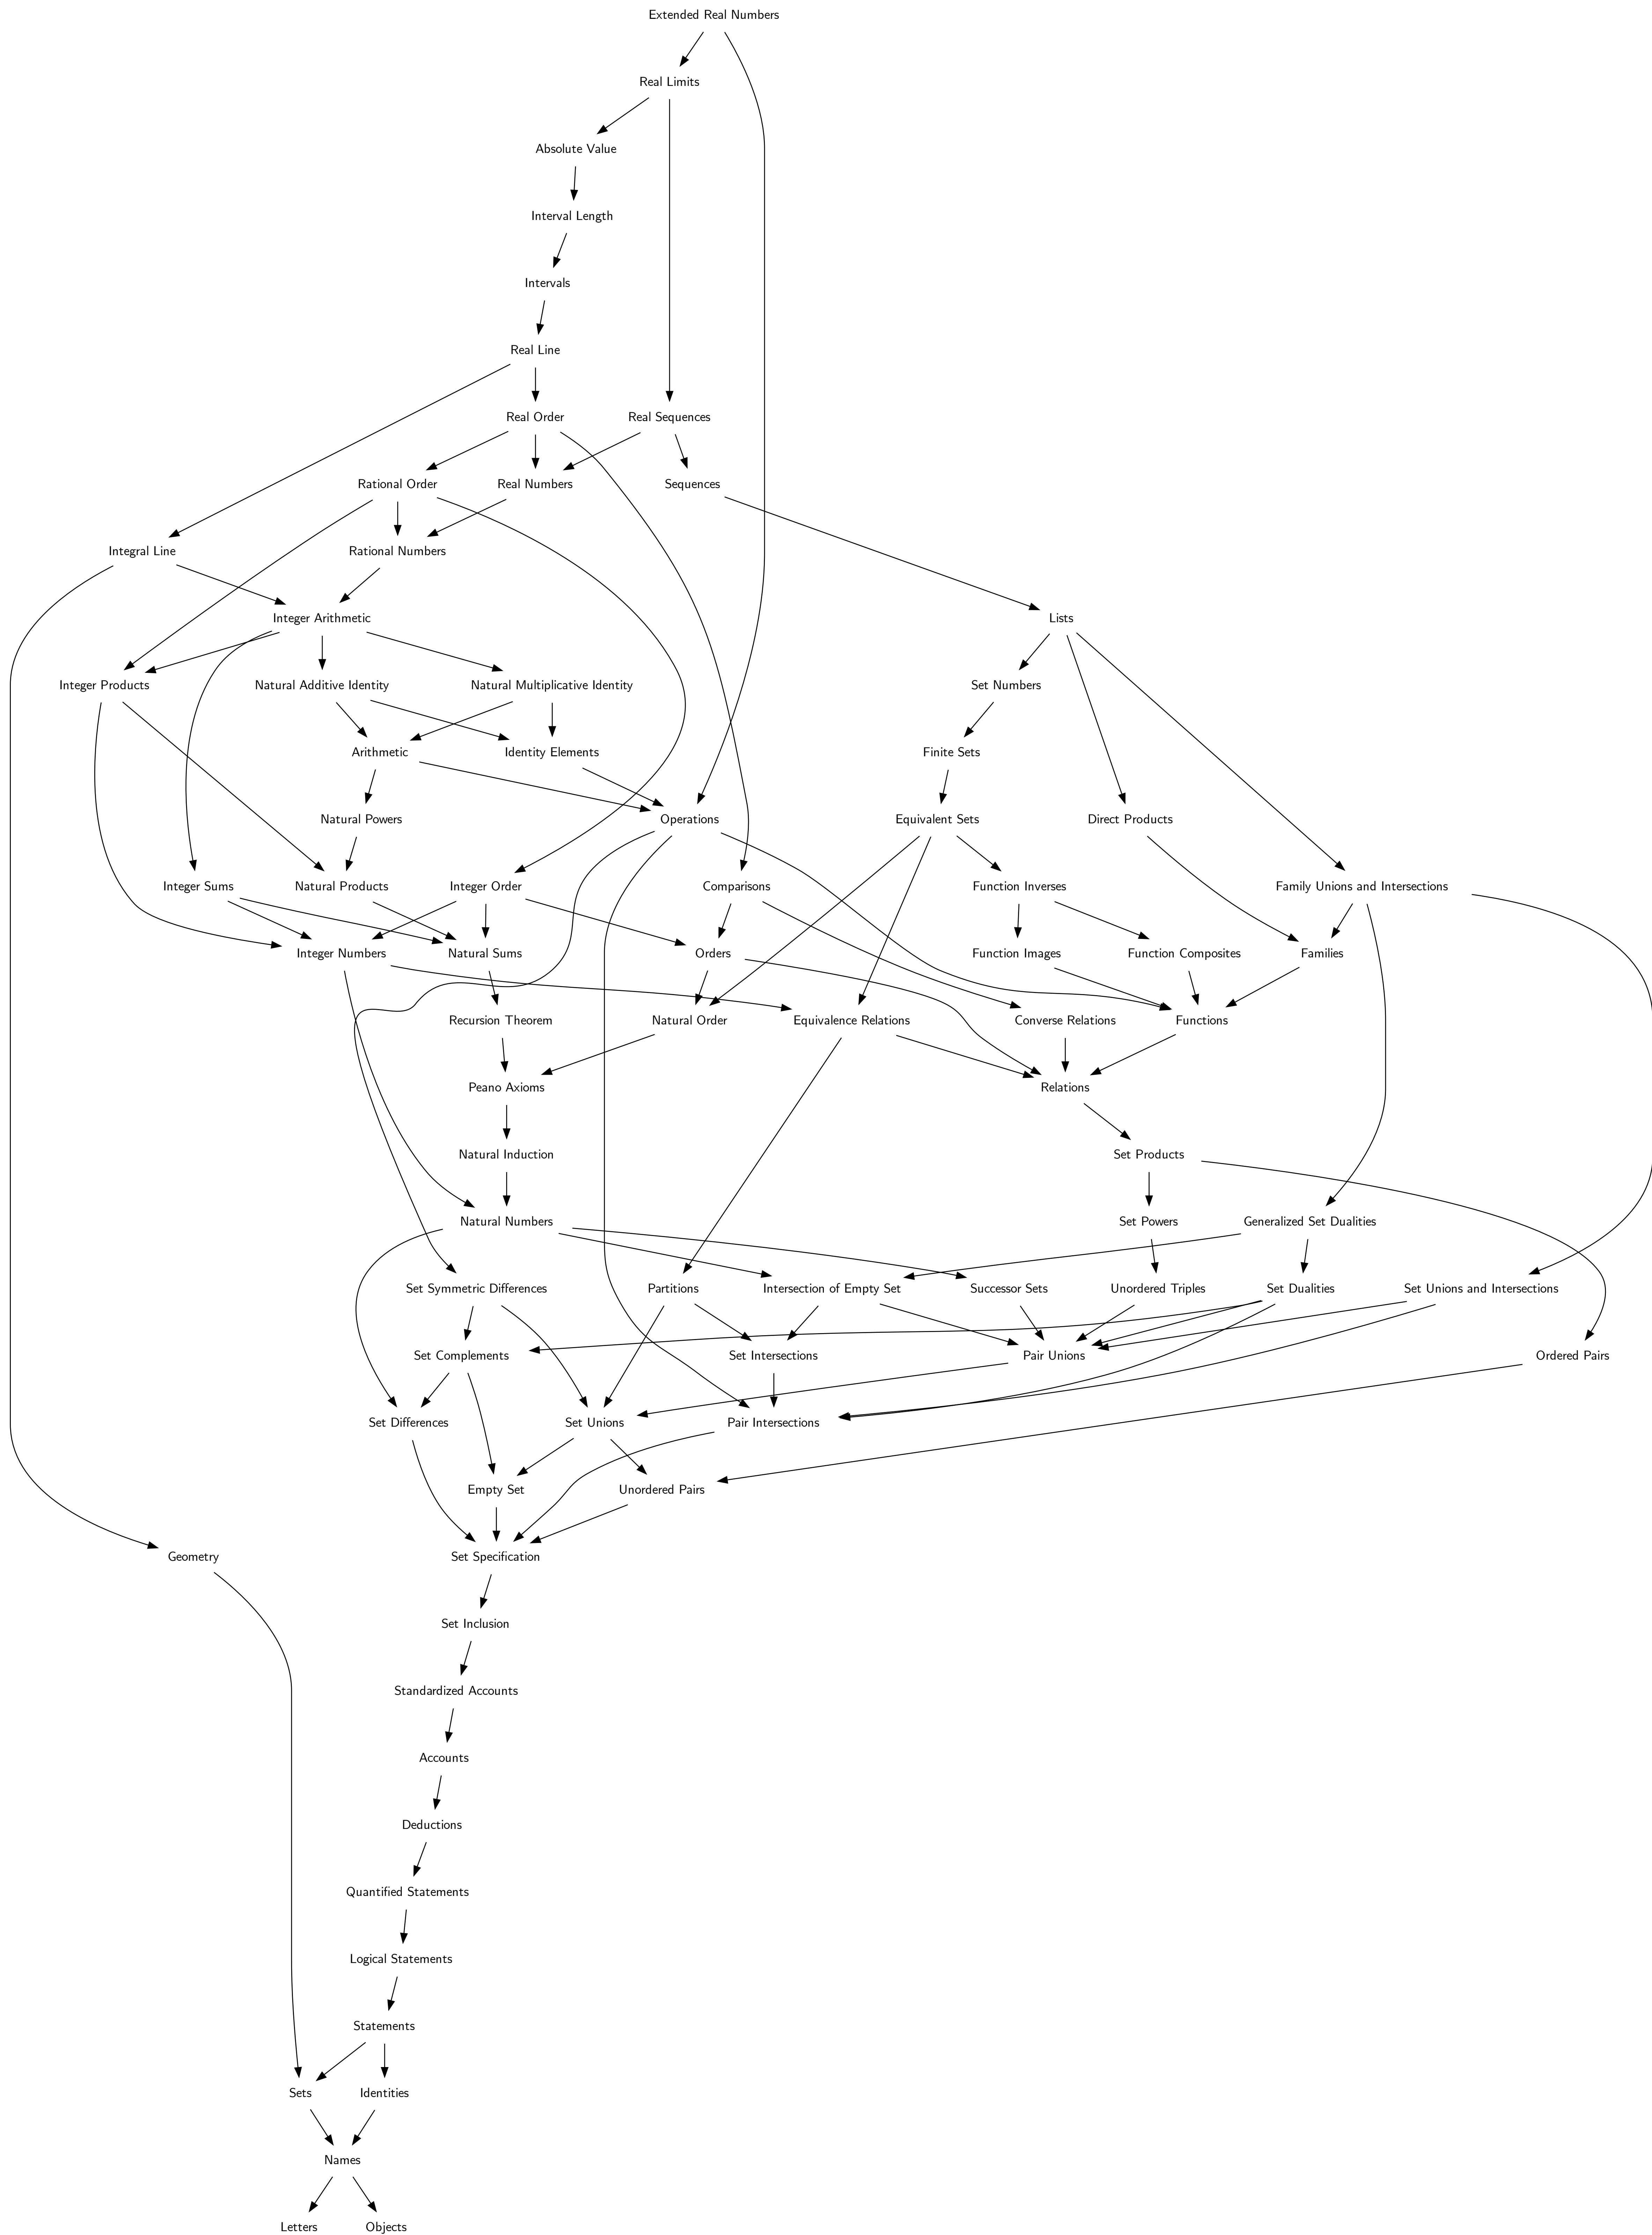 Extended Real Numbers
Real Limits
Absolute Value
Interval Length
Intervals
Real Line
Real Order
Real Sequences
Rational Order
Real Numbers
Sequences
Integral Line
Rational Numbers
Integer Arithmetic
Lists
Integer Products
Natural Additive Identity
Natural Multiplicative Identity
Set Numbers
Arithmetic
Identity Elements
Finite Sets
Natural Powers
Operations
Equivalent Sets
Direct Products
Integer Sums
Natural Products
Integer Order
Comparisons
Function Inverses
Family Unions and Intersections
Integer Numbers
Natural Sums
Orders
Function Images
Function Composites
Families
Recursion Theorem
Natural Order
Equivalence Relations
Converse Relations
Functions
Peano Axioms
Relations
Natural Induction
Set Products
Natural Numbers
Set Powers
Generalized Set Dualities
Set Symmetric Differences
Partitions
Intersection of Empty Set
Successor Sets
Unordered Triples
Set Dualities
Set Unions and Intersections
Set Complements
Set Intersections
Pair Unions
Ordered Pairs
Set Differences
Set Unions
Pair Intersections
Empty Set
Unordered Pairs
Geometry
Set Specification
Set Inclusion
Standardized Accounts
Accounts
Deductions
Quantified Statements
Logical Statements
Statements
Sets
Identities
Names
Letters
Objects